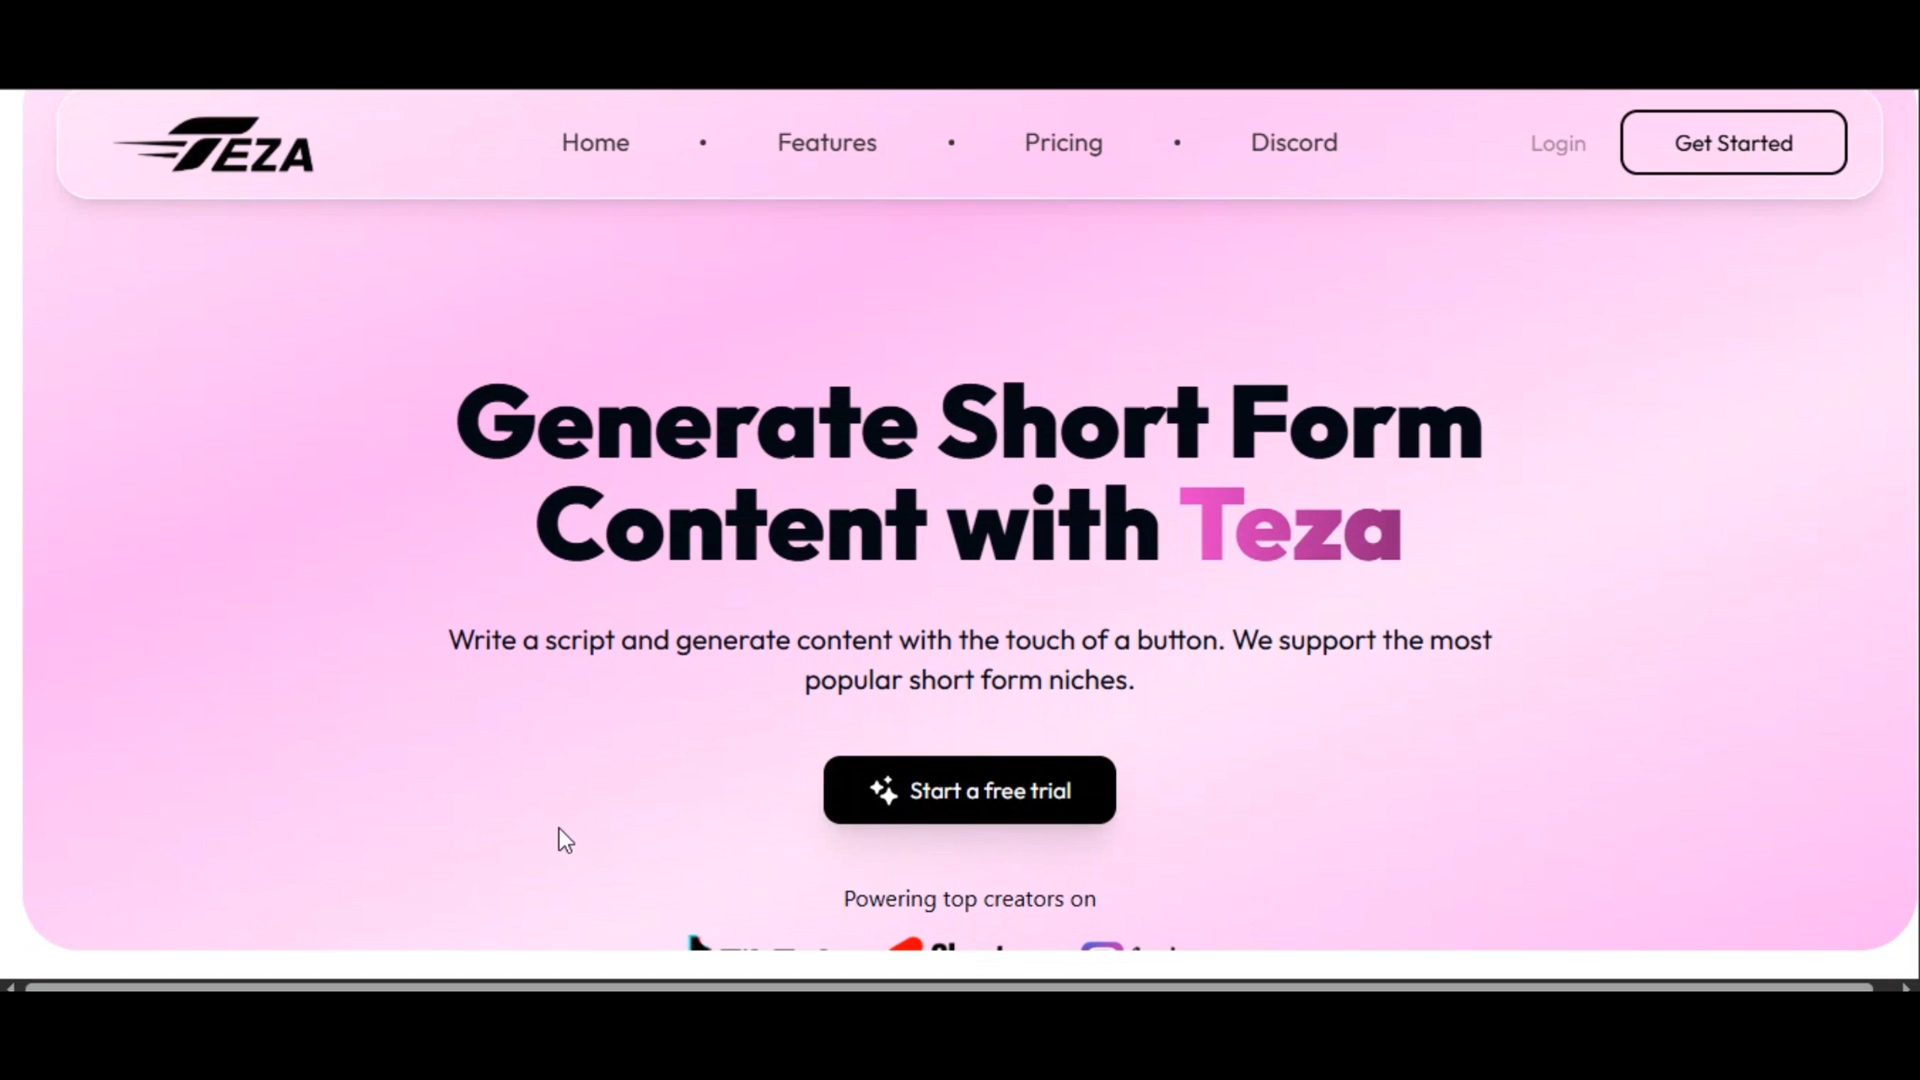 TEZA
Home • Features • Pricing • Discord
Login
Get Started
Generate Short Form
Content with Teza
Write a script and generate content with the touch of a button. We support the most
popular short form niches.
Start a free trial
Powering top creators on